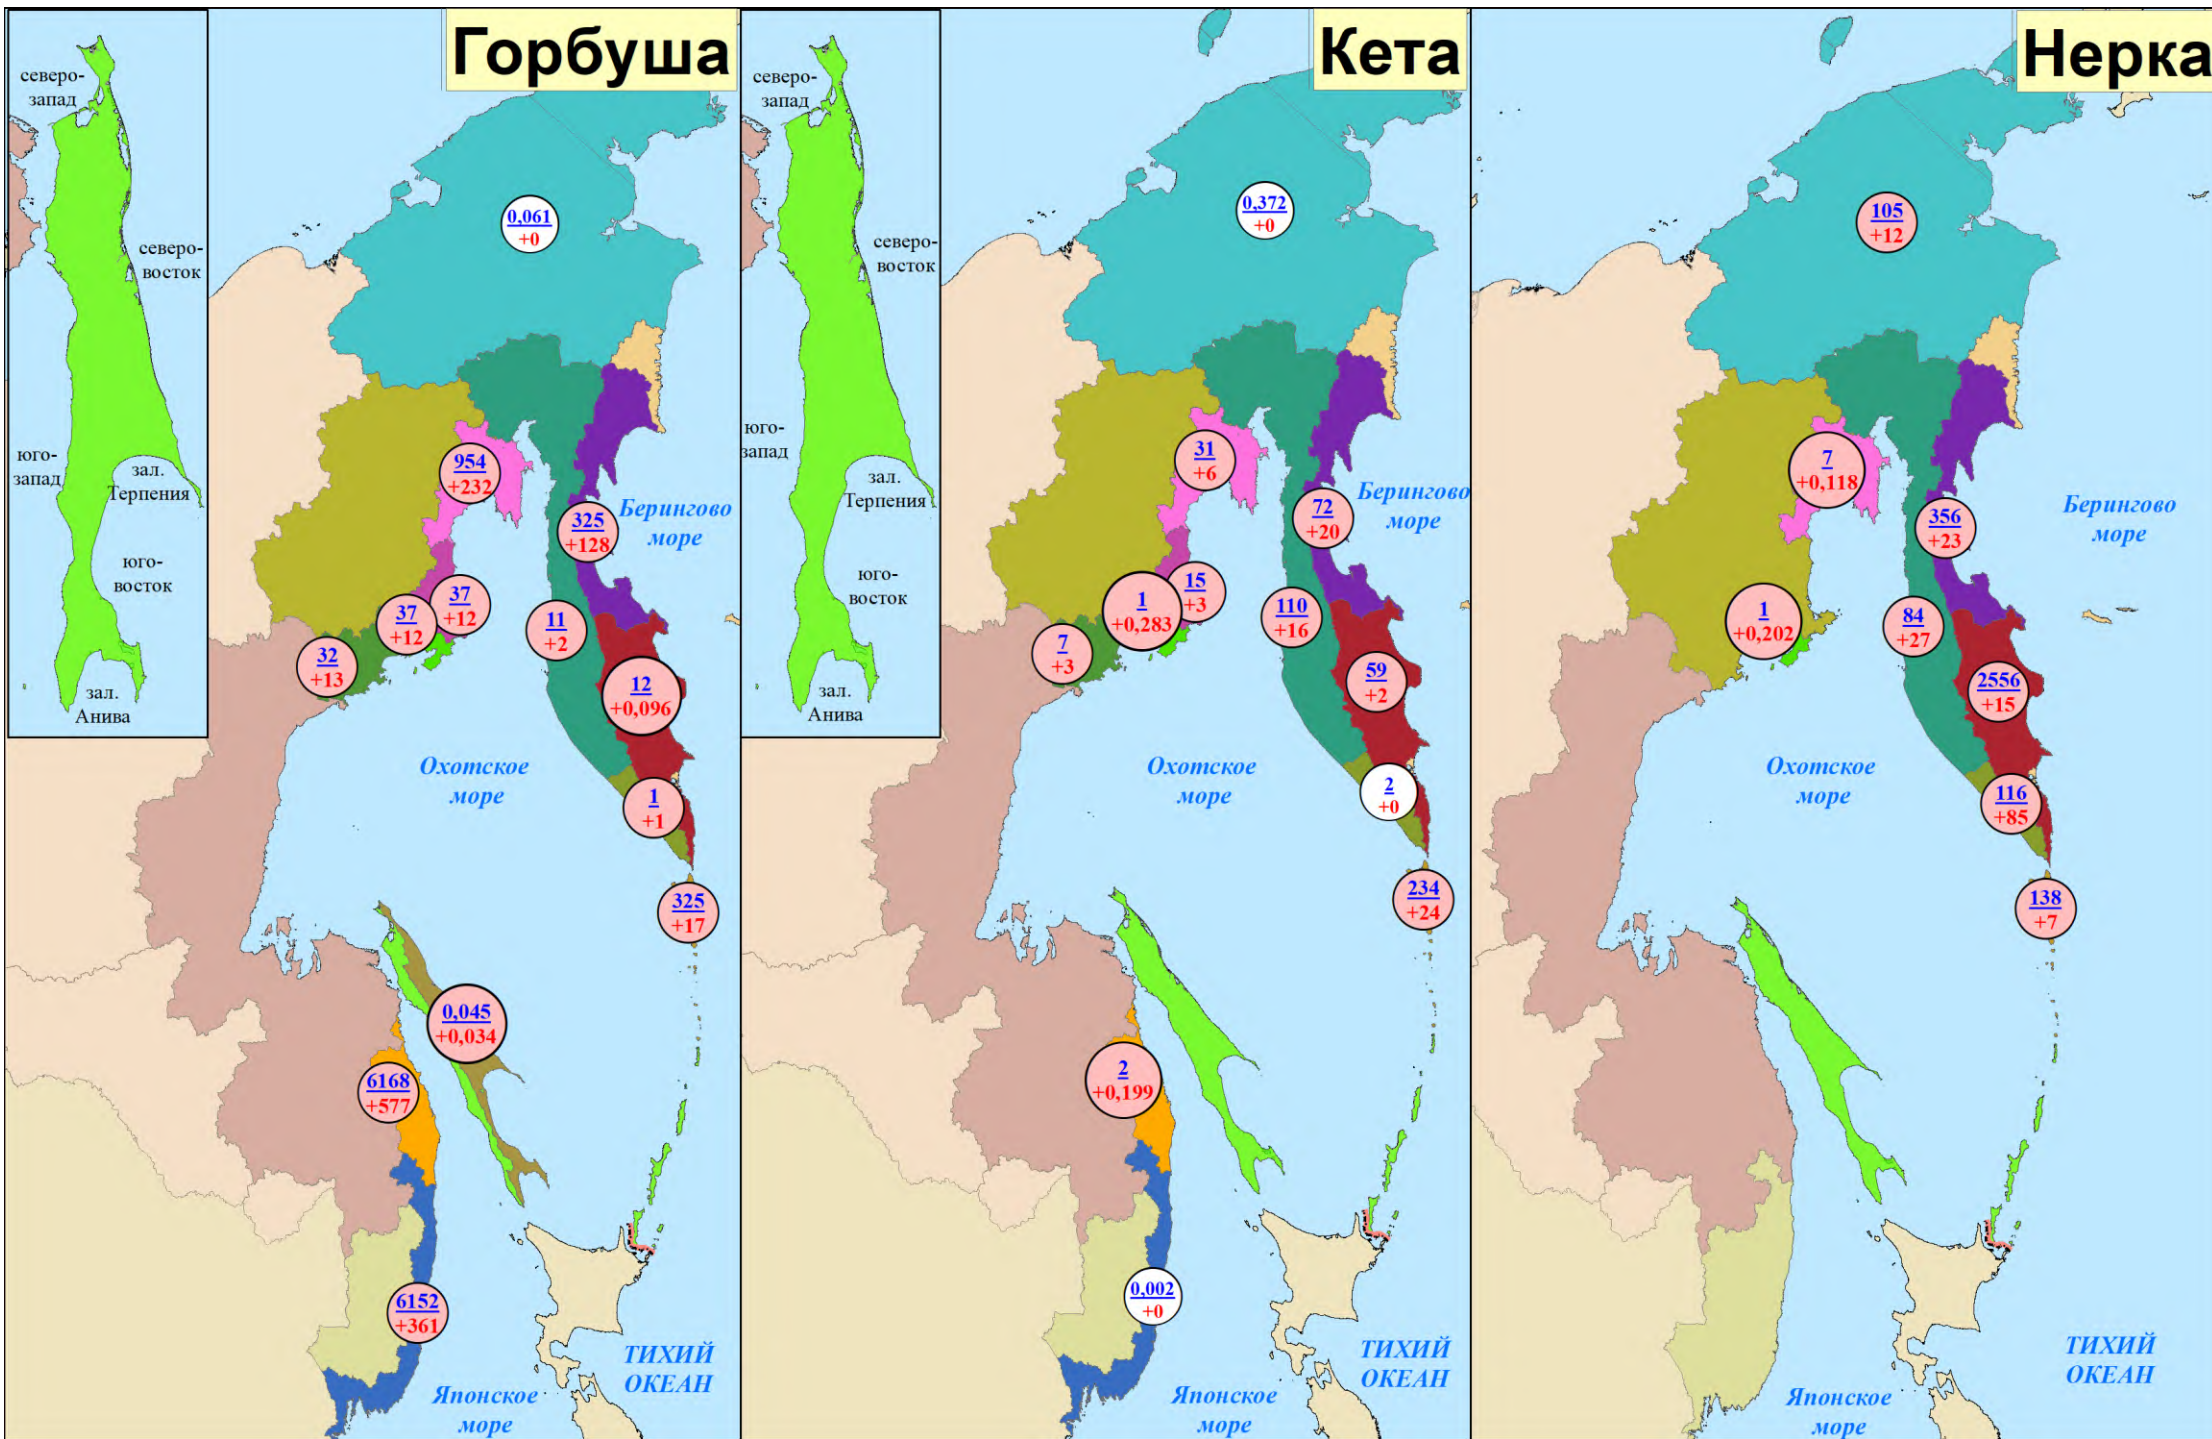 Горбуша
северо-
запад
северо-
восток
юго-
запад
зал.
Терпения
юго-
восток
зал.
Анива
0,061
+0
954
+232
325
+128
Берингово
море
37
+12
37
+12
32
+13
11
+2
12
+0,096
Охотское
море
1
+1
325
+17
0,045
+0,034
6168
+577
6152
+361
ТИХИЙ
ОКЕАН
Японское
море
Кета
северо-
запад
северо-
восток
юго-
запад
зал.
Терпения
юго-
восток
зал.
Анива
0,372
+0
31
+6
72
+20
Берингово
море
15
+3
1
+0,283
7
+3
110
+16
59
+2
Охотское
море
2
+0
234
+24
2
+0,199
0,002
+0
ТИХИЙ
ОКЕАН
Японское
море
Нерка
105
+12
7
+0,118
356
+23
Берингово
море
1
+0,202
84
+27
2556
+15
Охотское
море
116
+85
138
+7
ТИХИЙ
ОКЕАН
Японское
море